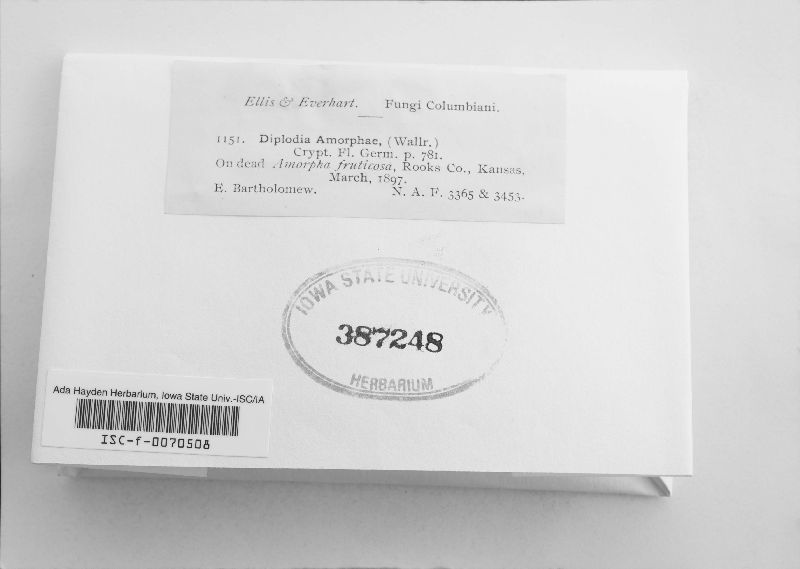 Ellis & Everhart. Fungi Columbiani.
1151. Diplodia Amorphae, (Wallr.)
Crypt. Fl. Germ. p. 781.
On dead Amorpha fruticosa, Rooks Co., Kansas.
March, 1897.
E. Bartholomew. N. A. F. 3365 & 3453.
IOWA STATE UNIVERSITY
387248
HERBARIUM
Ada Hayden Herbarium, Iowa State Univ.-ISC/IA
ISC-f-0070508